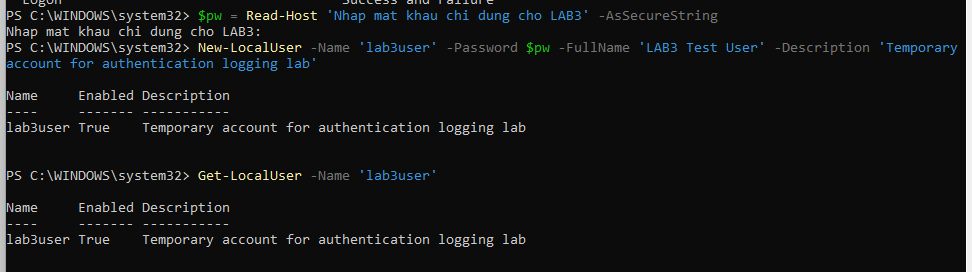 Logon Success and Failure
PS C:\WINDOWS\system32> $pw = Read-Host 'Nhap mat khau chi dung cho LAB3' -AsSecureString
Nhap mat khau chi dung cho LAB3:
PS C:\WINDOWS\system32> New-LocalUser -Name 'lab3user' -Password $pw -FullName 'LAB3 Test User' -Description 'Temporary
account for authentication logging lab'
Name     Enabled Description
----     ------- -----------
lab3user True    Temporary account for authentication logging lab
PS C:\WINDOWS\system32> Get-LocalUser -Name 'lab3user'
Name     Enabled Description
----     ------- -----------
lab3user True    Temporary account for authentication logging lab